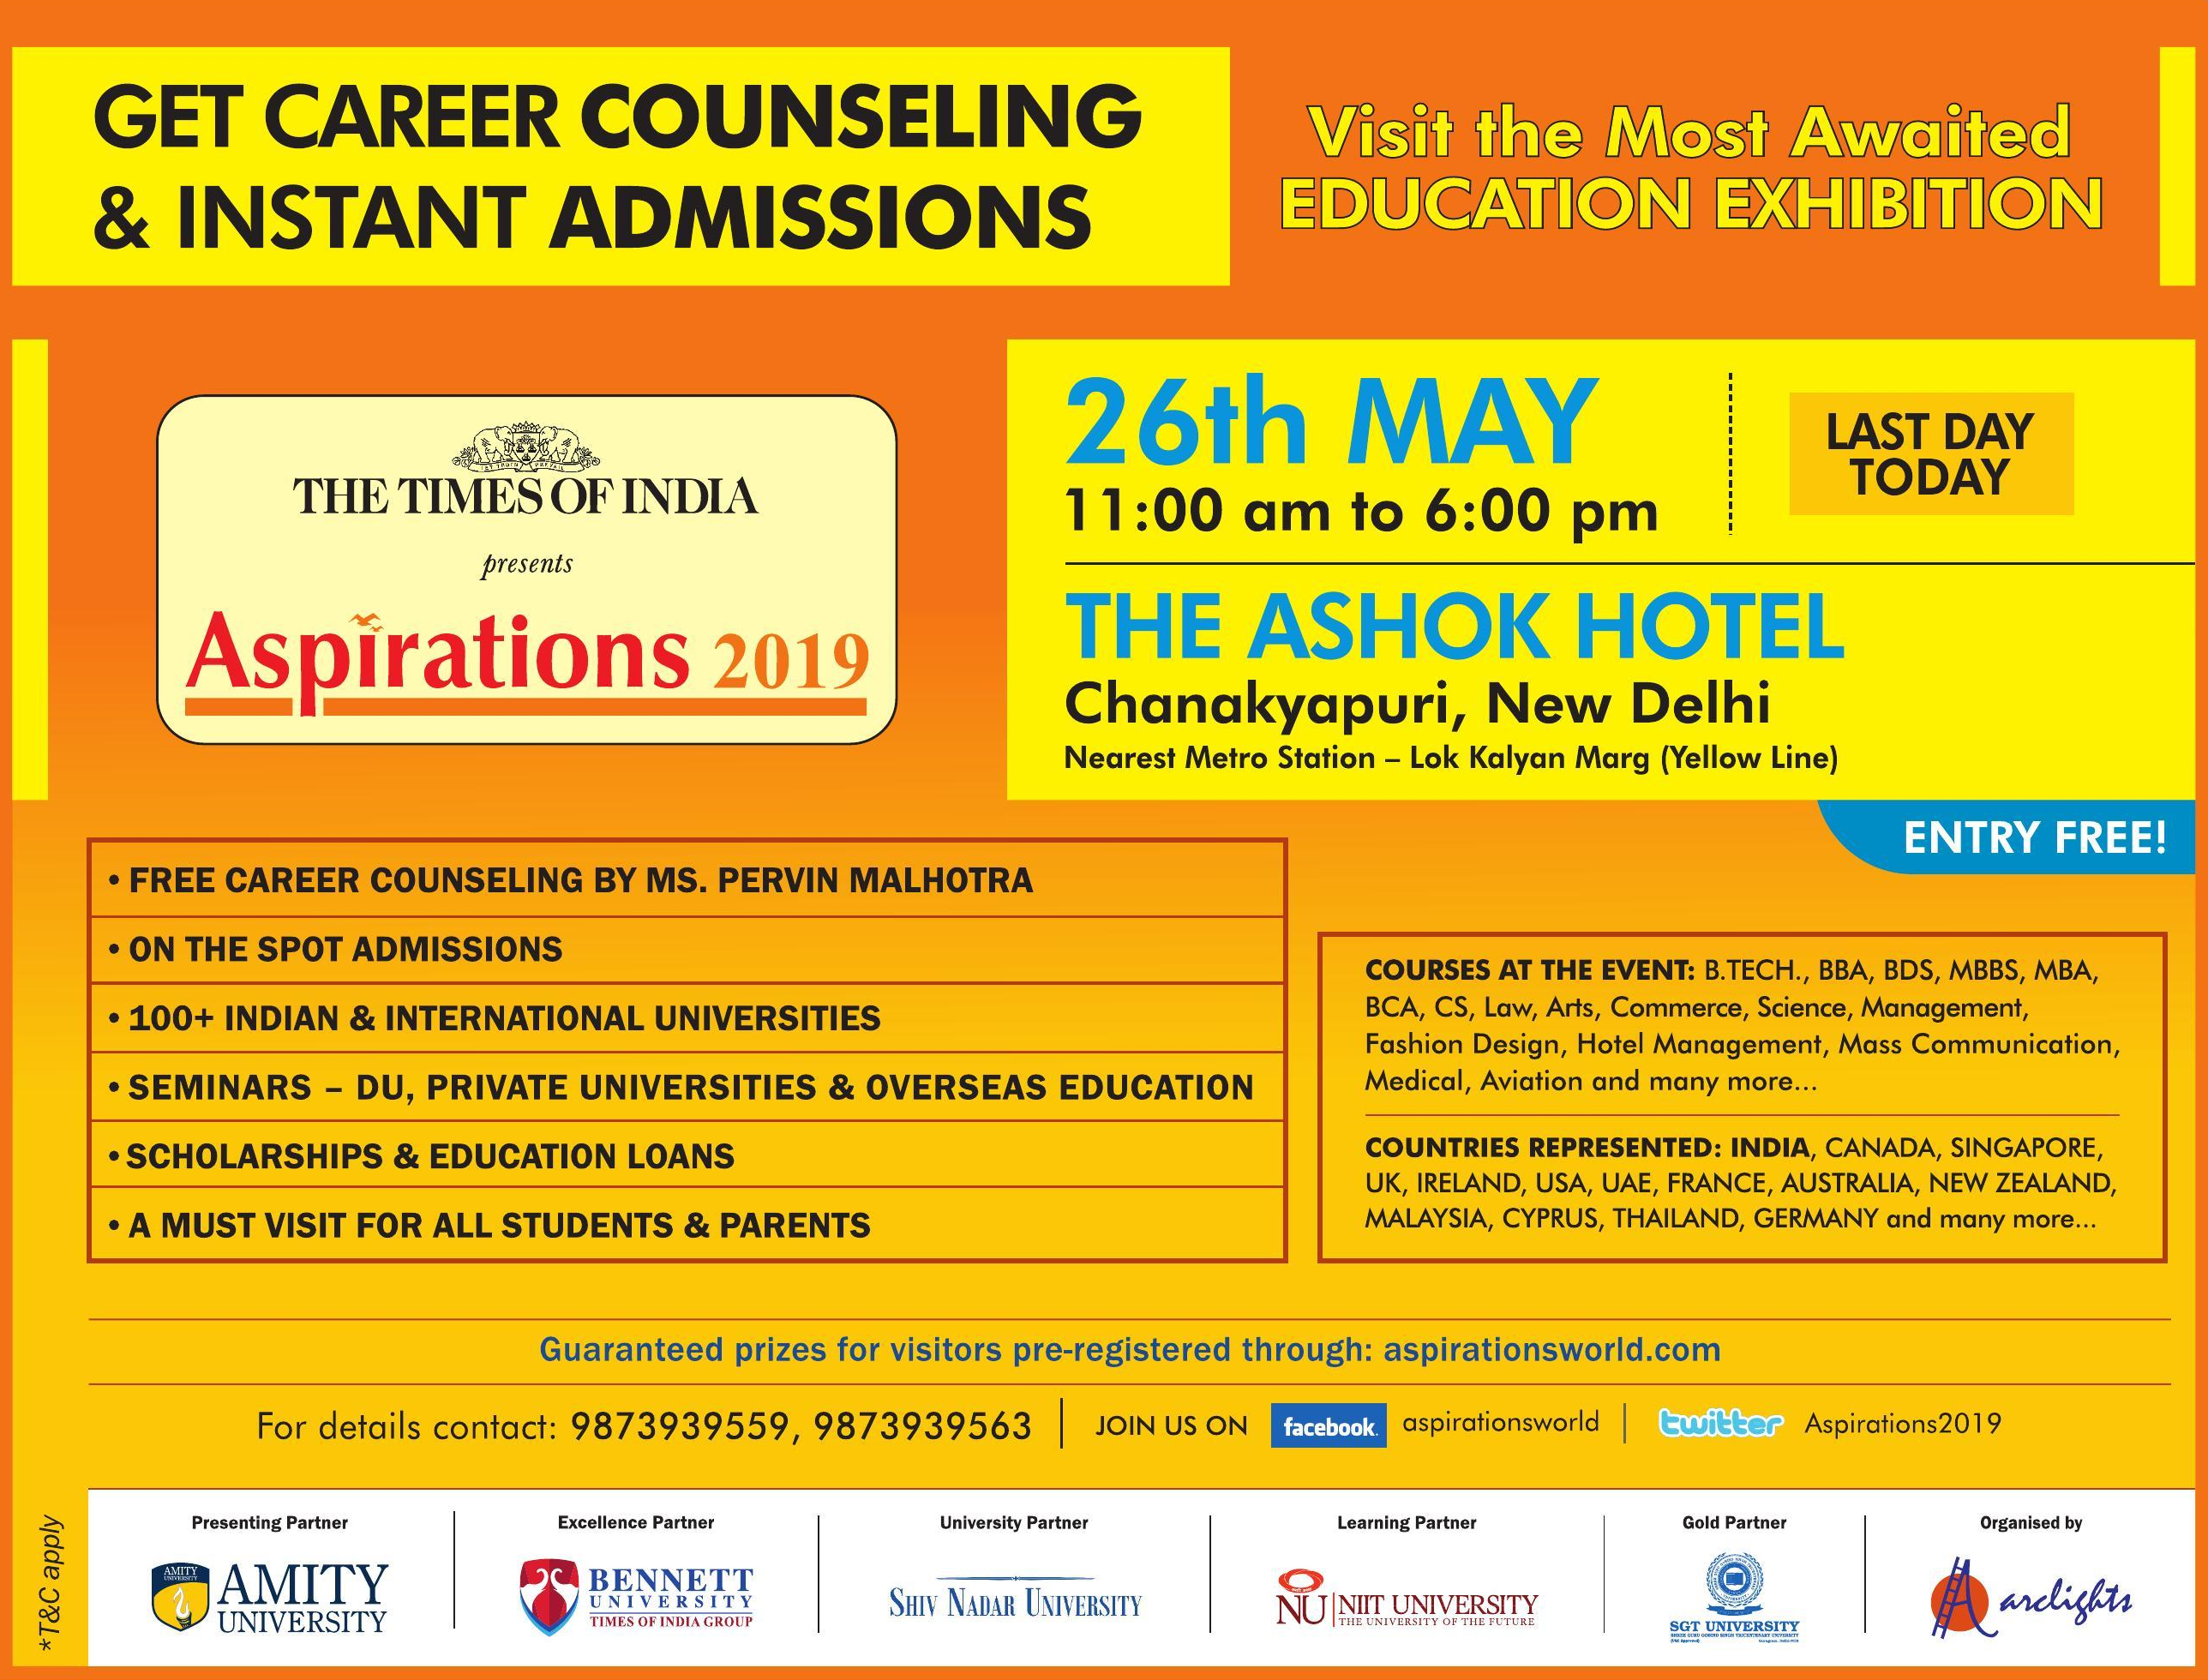 GET CAREER COUNSELING
& INSTANT ADMISSIONS
Visit the Most Awaited
EDUCATION EXHIBITION
THE TIMES OF INDIA
presents
Aspirations 2019
26th MAY
11:00 am to 6:00 pm
LAST DAY
TODAY
THE ASHOK HOTEL
Chanakyapuri, New Delhi
Nearest Metro Station – Lok Kalyan Marg (Yellow Line)
ENTRY FREE!
• FREE CAREER COUNSELING BY MS. PERVIN MALHOTRA
• ON THE SPOT ADMISSIONS
• 100+ INDIAN & INTERNATIONAL UNIVERSITIES
• SEMINARS – DU, PRIVATE UNIVERSITIES & OVERSEAS EDUCATION
• SCHOLARSHIPS & EDUCATION LOANS
• A MUST VISIT FOR ALL STUDENTS & PARENTS
COURSES AT THE EVENT: B.TECH., BBA, BDS, MBBS, MBA,
BCA, CS, Law, Arts, Commerce, Science, Management,
Fashion Design, Hotel Management, Mass Communication,
Medical, Aviation and many more...
COUNTRIES REPRESENTED: INDIA, CANADA, SINGAPORE,
UK, IRELAND, USA, UAE, FRANCE, AUSTRALIA, NEW ZEALAND,
MALAYSIA, CYPRUS, THAILAND, GERMANY and many more...
Guaranteed prizes for visitors pre-registered through: aspirationsworld.com
For details contact: 9873939559, 9873939563
JOIN US ON facebook. aspirationsworld
twitter Aspirations2019
*T&C apply
Presenting Partner
AMITY
UNIVERSITY
AMITY
UNIVERSITY
Excellence Partner
BENNETT
UNIVERSITY
TIMES OF INDIA GROUP
University Partner
SHIV NADAR UNIVERSITY
Learning Partner
NU NIIT UNIVERSITY
THE UNIVERSITY OF THE FUTURE
Gold Partner
SGT UNIVERSITY
SHREE GURU GOBIND SINGH TRICENTENARY UNIVERSITY
Organised by
arclights